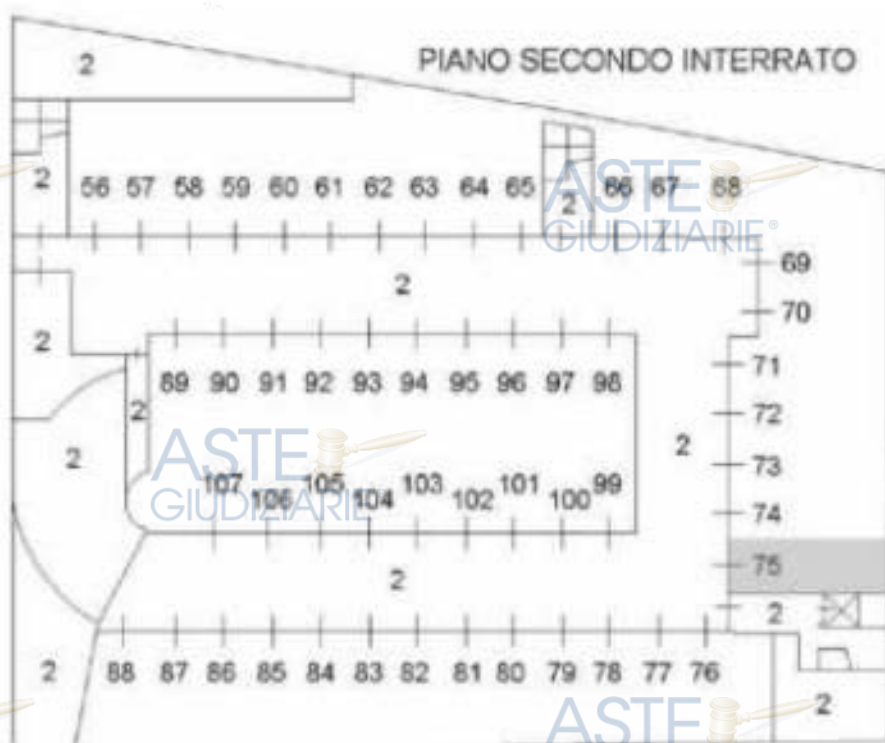 2
PIANO SECONDO INTERRATO
2 56 57 58 59 60 61 62 63 64 65 2 66 67 68
ASTE
GIUDIZIARIE®
69
2
70
2
71
89 90 91 92 93 94 95 96 97 98
2
72
2
2
73
ASTE
GIUDIZIARIE
107 106 105 104 103 102 101 100 99
74
75
2
2
2
88 87 86 85 84 83 82 81 80 79 78 77 76
2
ASTE